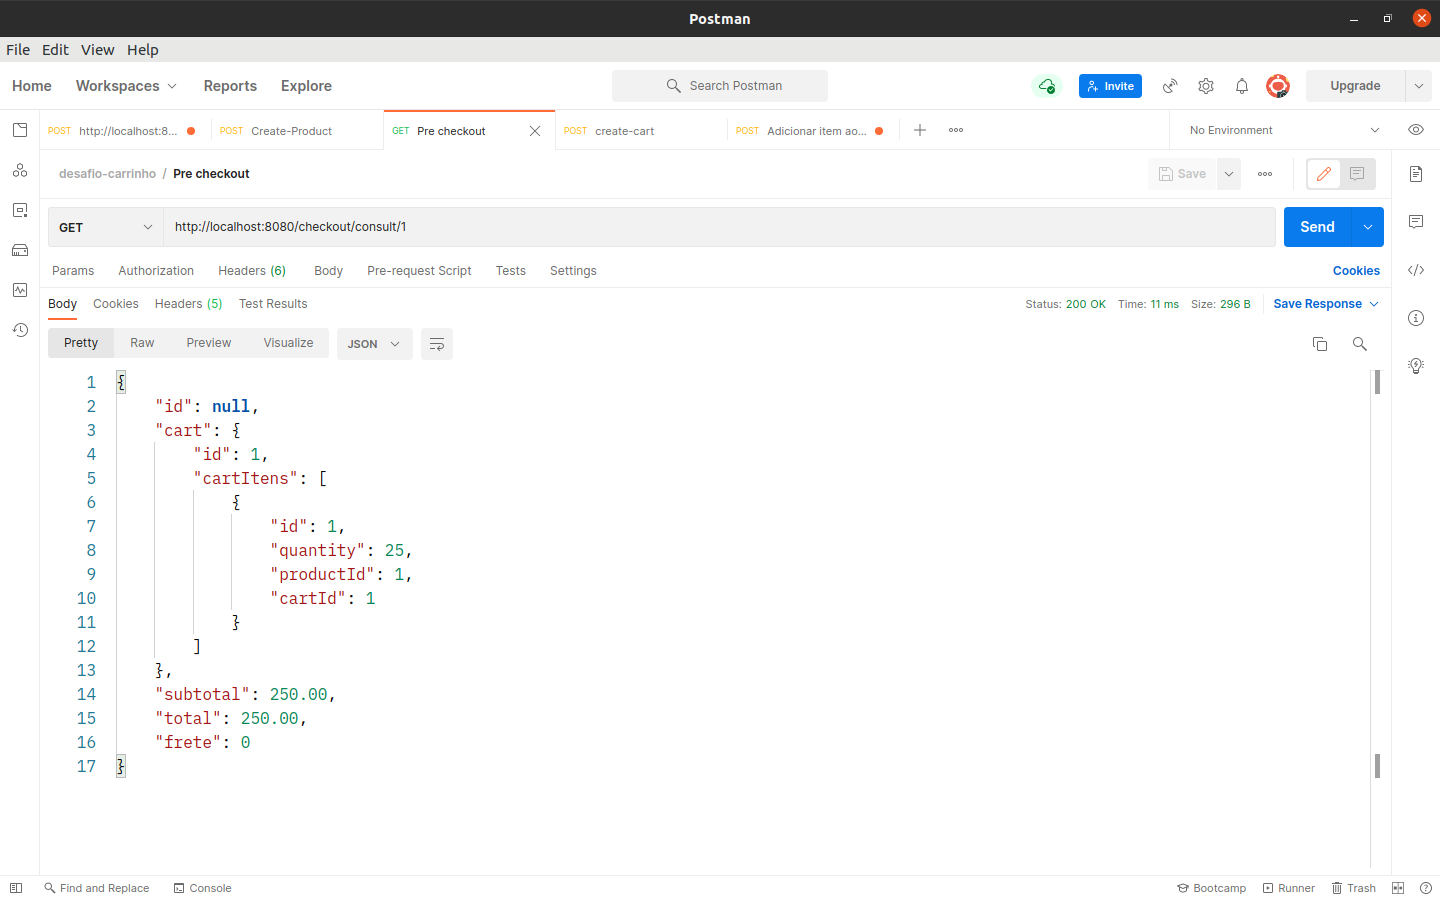 Postman
File Edit View Help
Home Workspaces Reports Explore Search Postman Invite Upgrade
POST http://localhost:8... POST Create-Product GET Pre checkout POST create-cart POST Adicionar item ao... No Environment
desafio-carrinho / Pre checkout Save
GET http://localhost:8080/checkout/consult/1 Send
Params Authorization Headers (6) Body Pre-request Script Tests Settings Cookies
Body Cookies Headers (5) Test Results Status: 200 OK Time: 11 ms Size: 296 B Save Response
Pretty Raw Preview Visualize JSON
1 {
2 "id": null,
3 "cart": {
4 "id": 1,
5 "cartItens": [
6 {
7 "id": 1,
8 "quantity": 25,
9 "productId": 1,
10 "cartId": 1
11 }
12 ]
13 },
14 "subtotal": 250.00,
15 "total": 250.00,
16 "frete": 0
17 }
Find and Replace Console Bootcamp Runner Trash